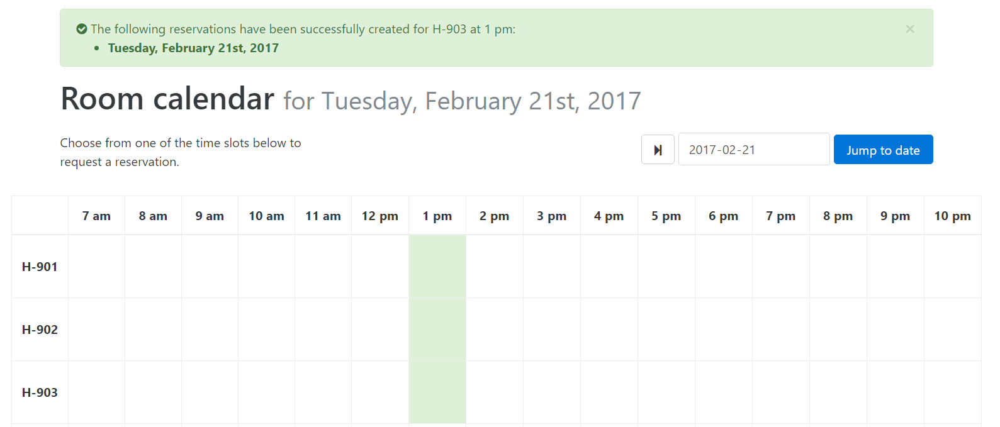 The following reservations have been successfully created for H-903 at 1 pm:
Tuesday, February 21st, 2017
×
Room calendar for Tuesday, February 21st, 2017
Choose from one of the time slots below to
request a reservation.
2017-02-21 Jump to date
7 am 8 am 9 am 10 am 11 am 12 pm 1 pm 2 pm 3 pm 4 pm 5 pm 6 pm 7 pm 8 pm 9 pm 10 pm
H-901
H-902
H-903